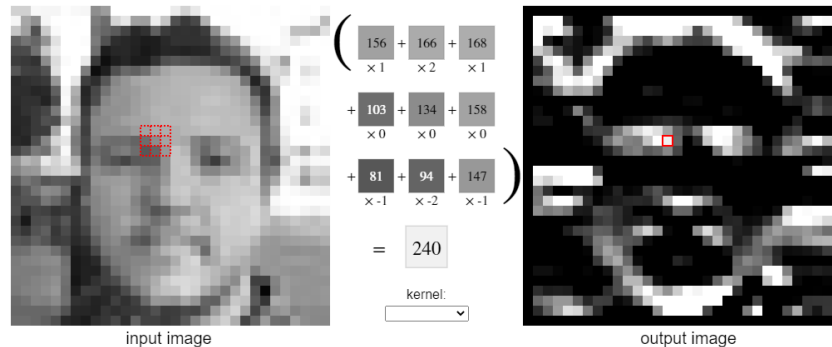 ( 156 + 166 + 168
× 1 × 2 × 1
+ 103 + 134 + 158
× 0 × 0 × 0
+ 81 + 94 + 147 )
× -1 × -2 × -1
= 240
kernel:
input image
output image